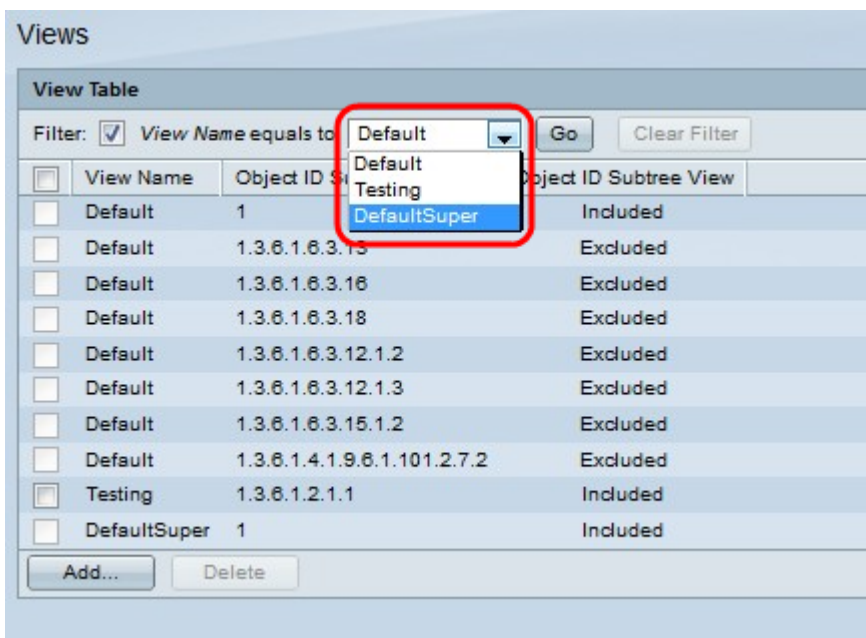 Views
View Table
Filter: View Name equals to Default Go Clear Filter
Default
Testing
DefaultSuper
View Name Object ID Object ID Subtree View
Default 1 Included
Default 1.3.6.1.6.3.13 Excluded
Default 1.3.6.1.6.3.16 Excluded
Default 1.3.6.1.6.3.18 Excluded
Default 1.3.6.1.6.3.12.1.2 Excluded
Default 1.3.6.1.6.3.12.1.3 Excluded
Default 1.3.6.1.6.3.15.1.2 Excluded
Default 1.3.6.1.4.1.9.6.1.101.2.7.2 Excluded
Testing 1.3.6.1.2.1.1 Included
DefaultSuper 1 Included
Add... Delete